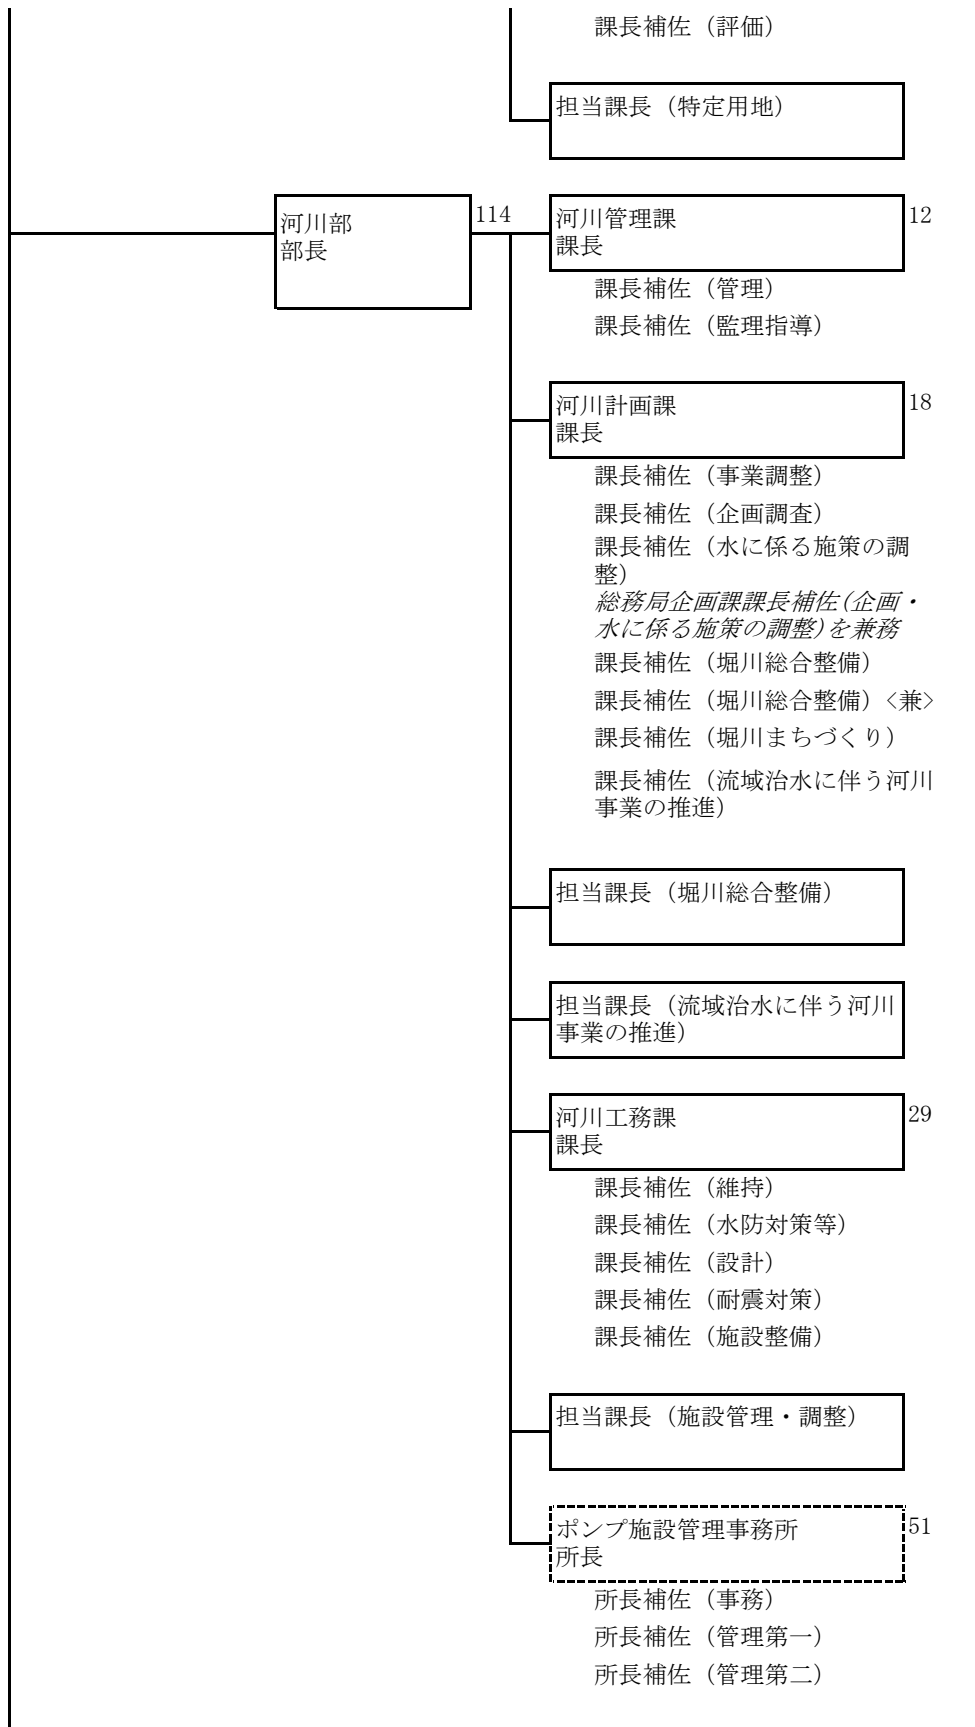 課長補佐（評価）
担当課長（特定用地）
河川部
部長
114
河川管理課
課長
12
課長補佐（管理）
課長補佐（監理指導）
河川計画課
課長
18
課長補佐（事業調整）
課長補佐（企画調査）
課長補佐（水に係る施策の調
整）
総務局企画課課長補佐(企画・
水に係る施策の調整)を兼務
課長補佐（堀川総合整備）
課長補佐（堀川総合整備）<兼>
課長補佐（堀川まちづくり）
課長補佐（流域治水に伴う河川
事業の推進）
担当課長（堀川総合整備）
担当課長（流域治水に伴う河川
事業の推進）
河川工務課
課長
29
課長補佐（維持）
課長補佐（水防対策等）
課長補佐（設計）
課長補佐（耐震対策）
課長補佐（施設整備）
担当課長（施設管理・調整）
ポンプ施設管理事務所
所長
51
所長補佐（事務）
所長補佐（管理第一）
所長補佐（管理第二）